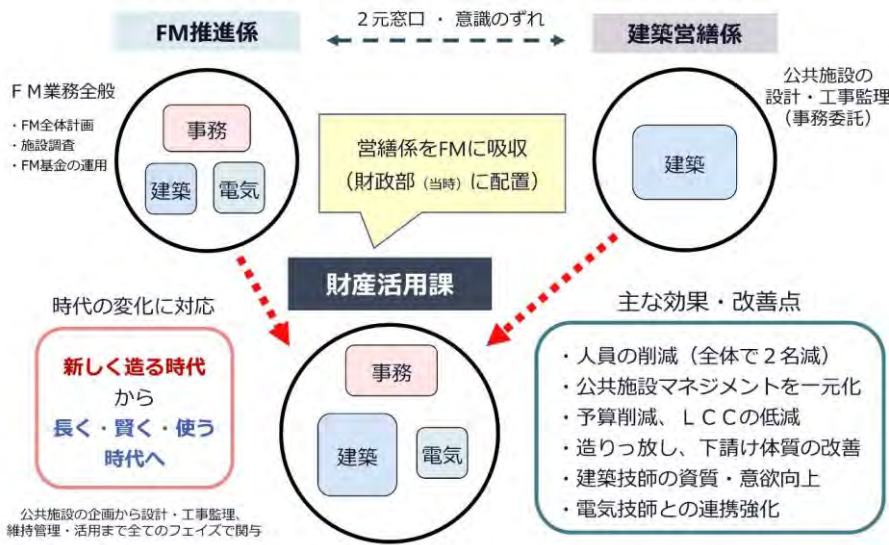 FM推進係
２元窓口 ・ 意識のずれ
建築営繕係
ＦＭ業務全般
・FM全体計画
・施設調査
・FM基金の運用
事務
建築
電気
営繕係をFMに吸収
（財政部（当時）に配置）
建築
公共施設の
設計・工事監理
（事務委託）
財産活用課
時代の変化に対応
新しく造る時代
から
長く・賢く・使う
時代へ
公共施設の企画から設計・工事監理、
維持管理・活用まで全てのフェイズで関与
事務
建築
電気
主な効果・改善点
・人員の削減（全体で２名減）
・公共施設マネジメントを一元化
・予算削減、ＬＣＣの低減
・造りっ放し、下請け体質の改善
・建築技師の資質・意欲向上
・電気技師との連携強化